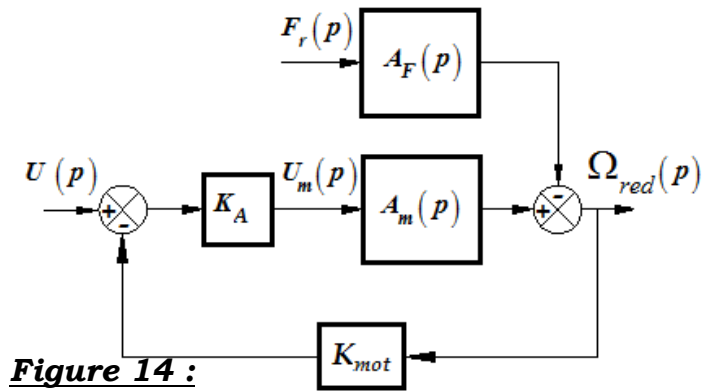 F_r(p)
A_F(p)
U(p)
+
-
K_A
U_m(p)
A_m(p)
+
-
Ω_red(p)
K_mot
Figure 14 :